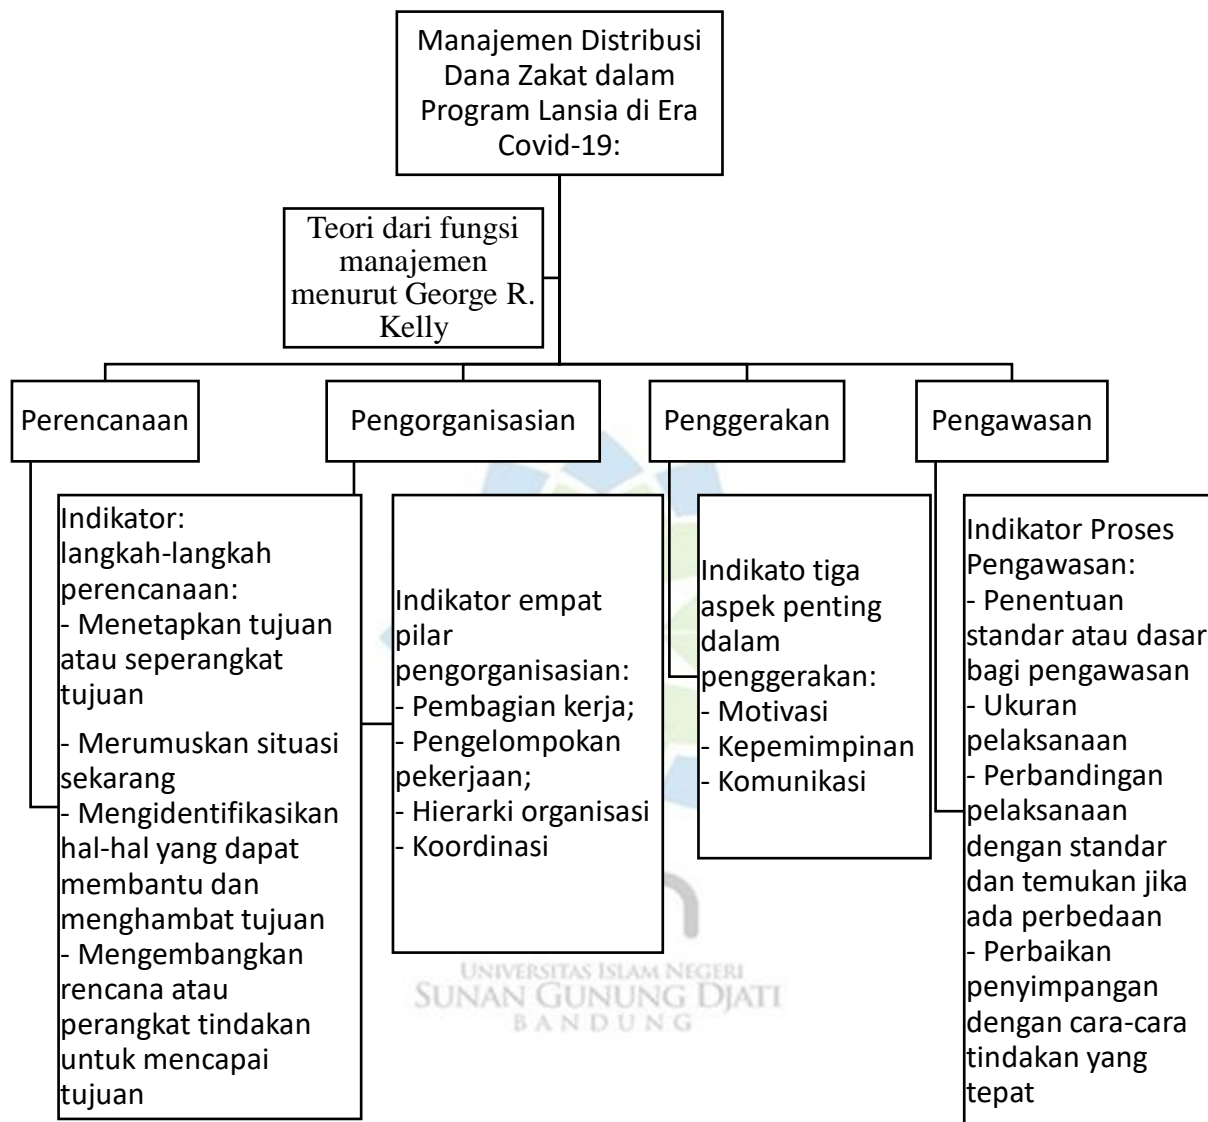 Manajemen Distribusi
Dana Zakat dalam
Program Lansia di Era
Covid-19:
Teori dari fungsi
manajemen
menurut George R.
Kelly
Perencanaan
Pengorganisasian
Penggerakan
Pengawasan
Indikator:
langkah-langkah
perencanaan:
- Menetapkan tujuan
atau seperangkat
tujuan
- Merumuskan situasi
sekarang
- Mengidentifikasikan
hal-hal yang dapat
membantu dan
menghambat tujuan
- Mengembangkan
rencana atau
perangkat tindakan
untuk mencapai
tujuan
Indikator empat
pilar
pengorganisasian:
- Pembagian kerja;
- Pengelompokan
pekerjaan;
- Hierarki organisasi
- Koordinasi
Indikato tiga
aspek penting
dalam
penggerakan:
- Motivasi
- Kepemimpinan
- Komunikasi
Indikator Proses
Pengawasan:
- Penentuan
standar atau dasar
bagi pengawasan
- Ukuran
pelaksanaan
- Perbandingan
pelaksanaan
dengan standar
dan temukan jika
ada perbedaan
- Perbaikan
penyimpangan
dengan cara-cara
tindakan yang
tepat
UNIVERSITAS ISLAM NEGERI
SUNAN GUNUNG DJATI
BANDUNG